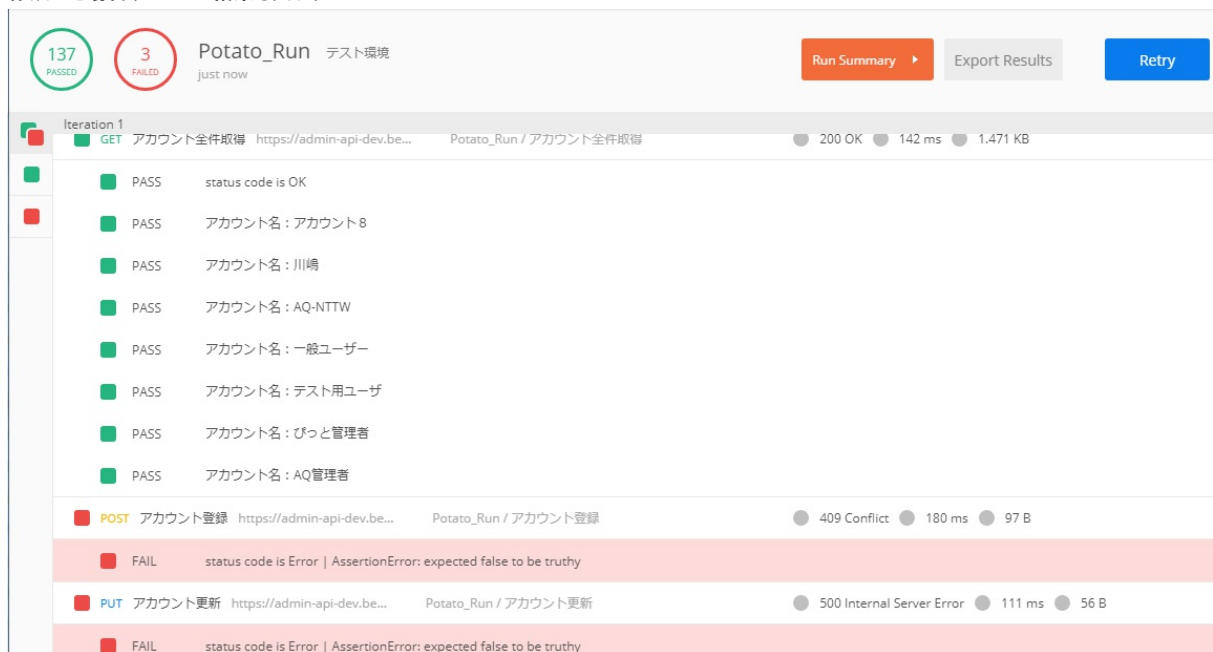 137
PASSED
3
FAILED
Potato_Run テスト環境
just now
Run Summary
Export Results
Retry
Iteration 1
GET アカウント全件取得 https://admin-api-dev.be... Potato_Run / アカウント全件取得 200 OK 142 ms 1.471 KB
PASS status code is OK
PASS アカウント名：アカウント8
PASS アカウント名：川嶋
PASS アカウント名：AQ-NTTW
PASS アカウント名：一般ユーザー
PASS アカウント名：テスト用ユーザ
PASS アカウント名：ぴっと管理者
PASS アカウント名：AQ管理者
POST アカウント登録 https://admin-api-dev.be... Potato_Run / アカウント登録 409 Conflict 180 ms 97 B
FAIL status code is Error | AssertionError: expected false to be truthy
PUT アカウント更新 https://admin-api-dev.be... Potato_Run / アカウント更新 500 Internal Server Error 111 ms 56 B
FAIL status code is Error | AssertionError: expected false to be truthy